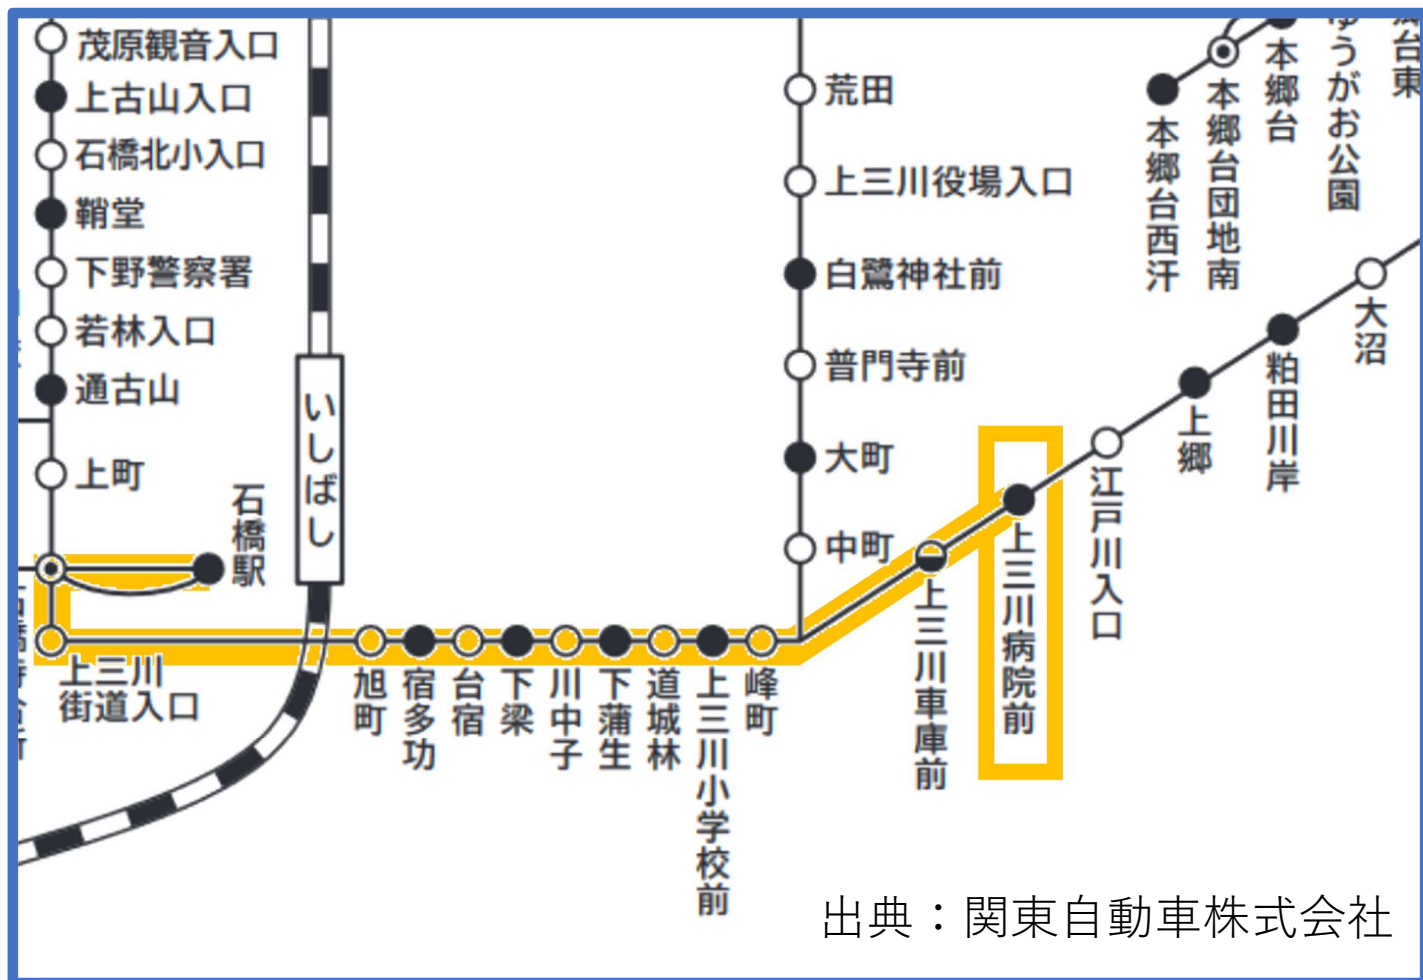 茂原観音入口
上古山入口
石橋北小入口
鞘堂
下野警察署
若林入口
通古山
上町
石橋駅
いしばし
上三川
街道入口
旭町
宿多功
台宿
下梁
川中子
下蒲生
道城林
上三川小学校前
峰町
荒田
上三川役場入口
白鷺神社前
普門寺前
大町
中町
上三川車庫前
上三川病院前
江戸川入口
上郷
粕田川岸
大沼
本郷台西汗
本郷台団地南
本郷台
ゆうがお公園
台東
出典：関東自動車株式会社